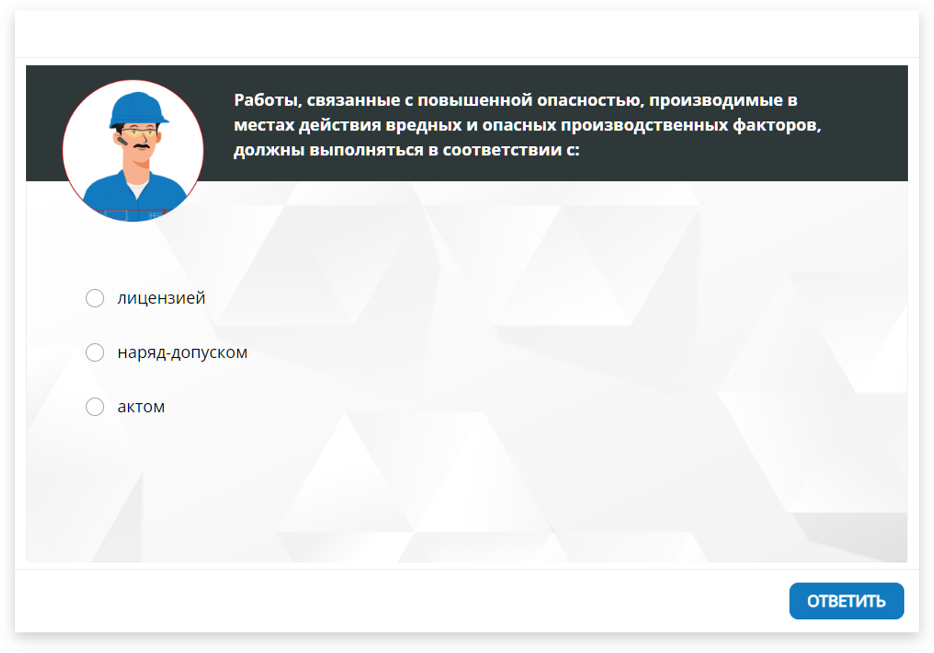 Работы, связанные с повышенной опасностью, производимые в
местах действия вредных и опасных производственных факторов,
должны выполняться в соответствии с:
лицензией
наряд-допуском
актом
ОТВЕТИТЬ